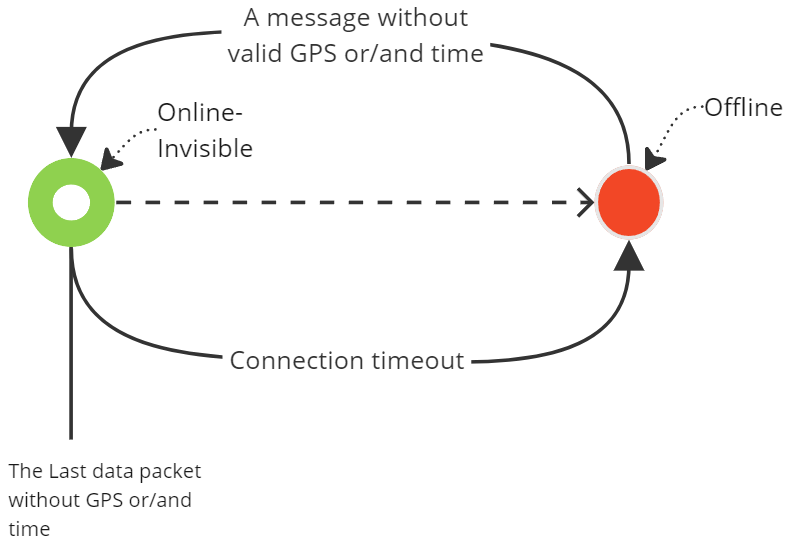 A message without
valid GPS or/and time
Online-
Invisible
Offline
Connection timeout
The Last data packet
without GPS or/and
time